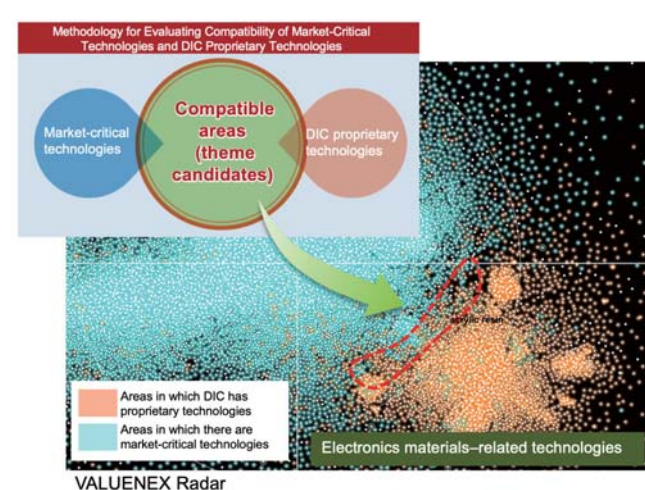 Methodology for Evaluating Compatibility of Market-Critical
Technologies and DIC Proprietary Technologies
Market-critical
technologies
Compatible
areas
(theme
candidates)
DIC proprietary
technologies
acrylic resin
Areas in which DIC has
proprietary technologies
Areas in which there are
market-critical technologies
Electronics materials–related technologies
VALUENEX Radar